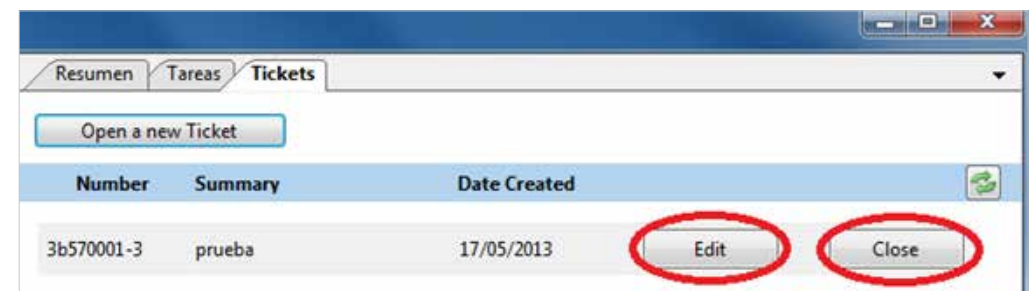 Resumen Tareas Tickets
Open a new Ticket
Number Summary Date Created
3b570001-3 prueba 17/05/2013 Edit Close